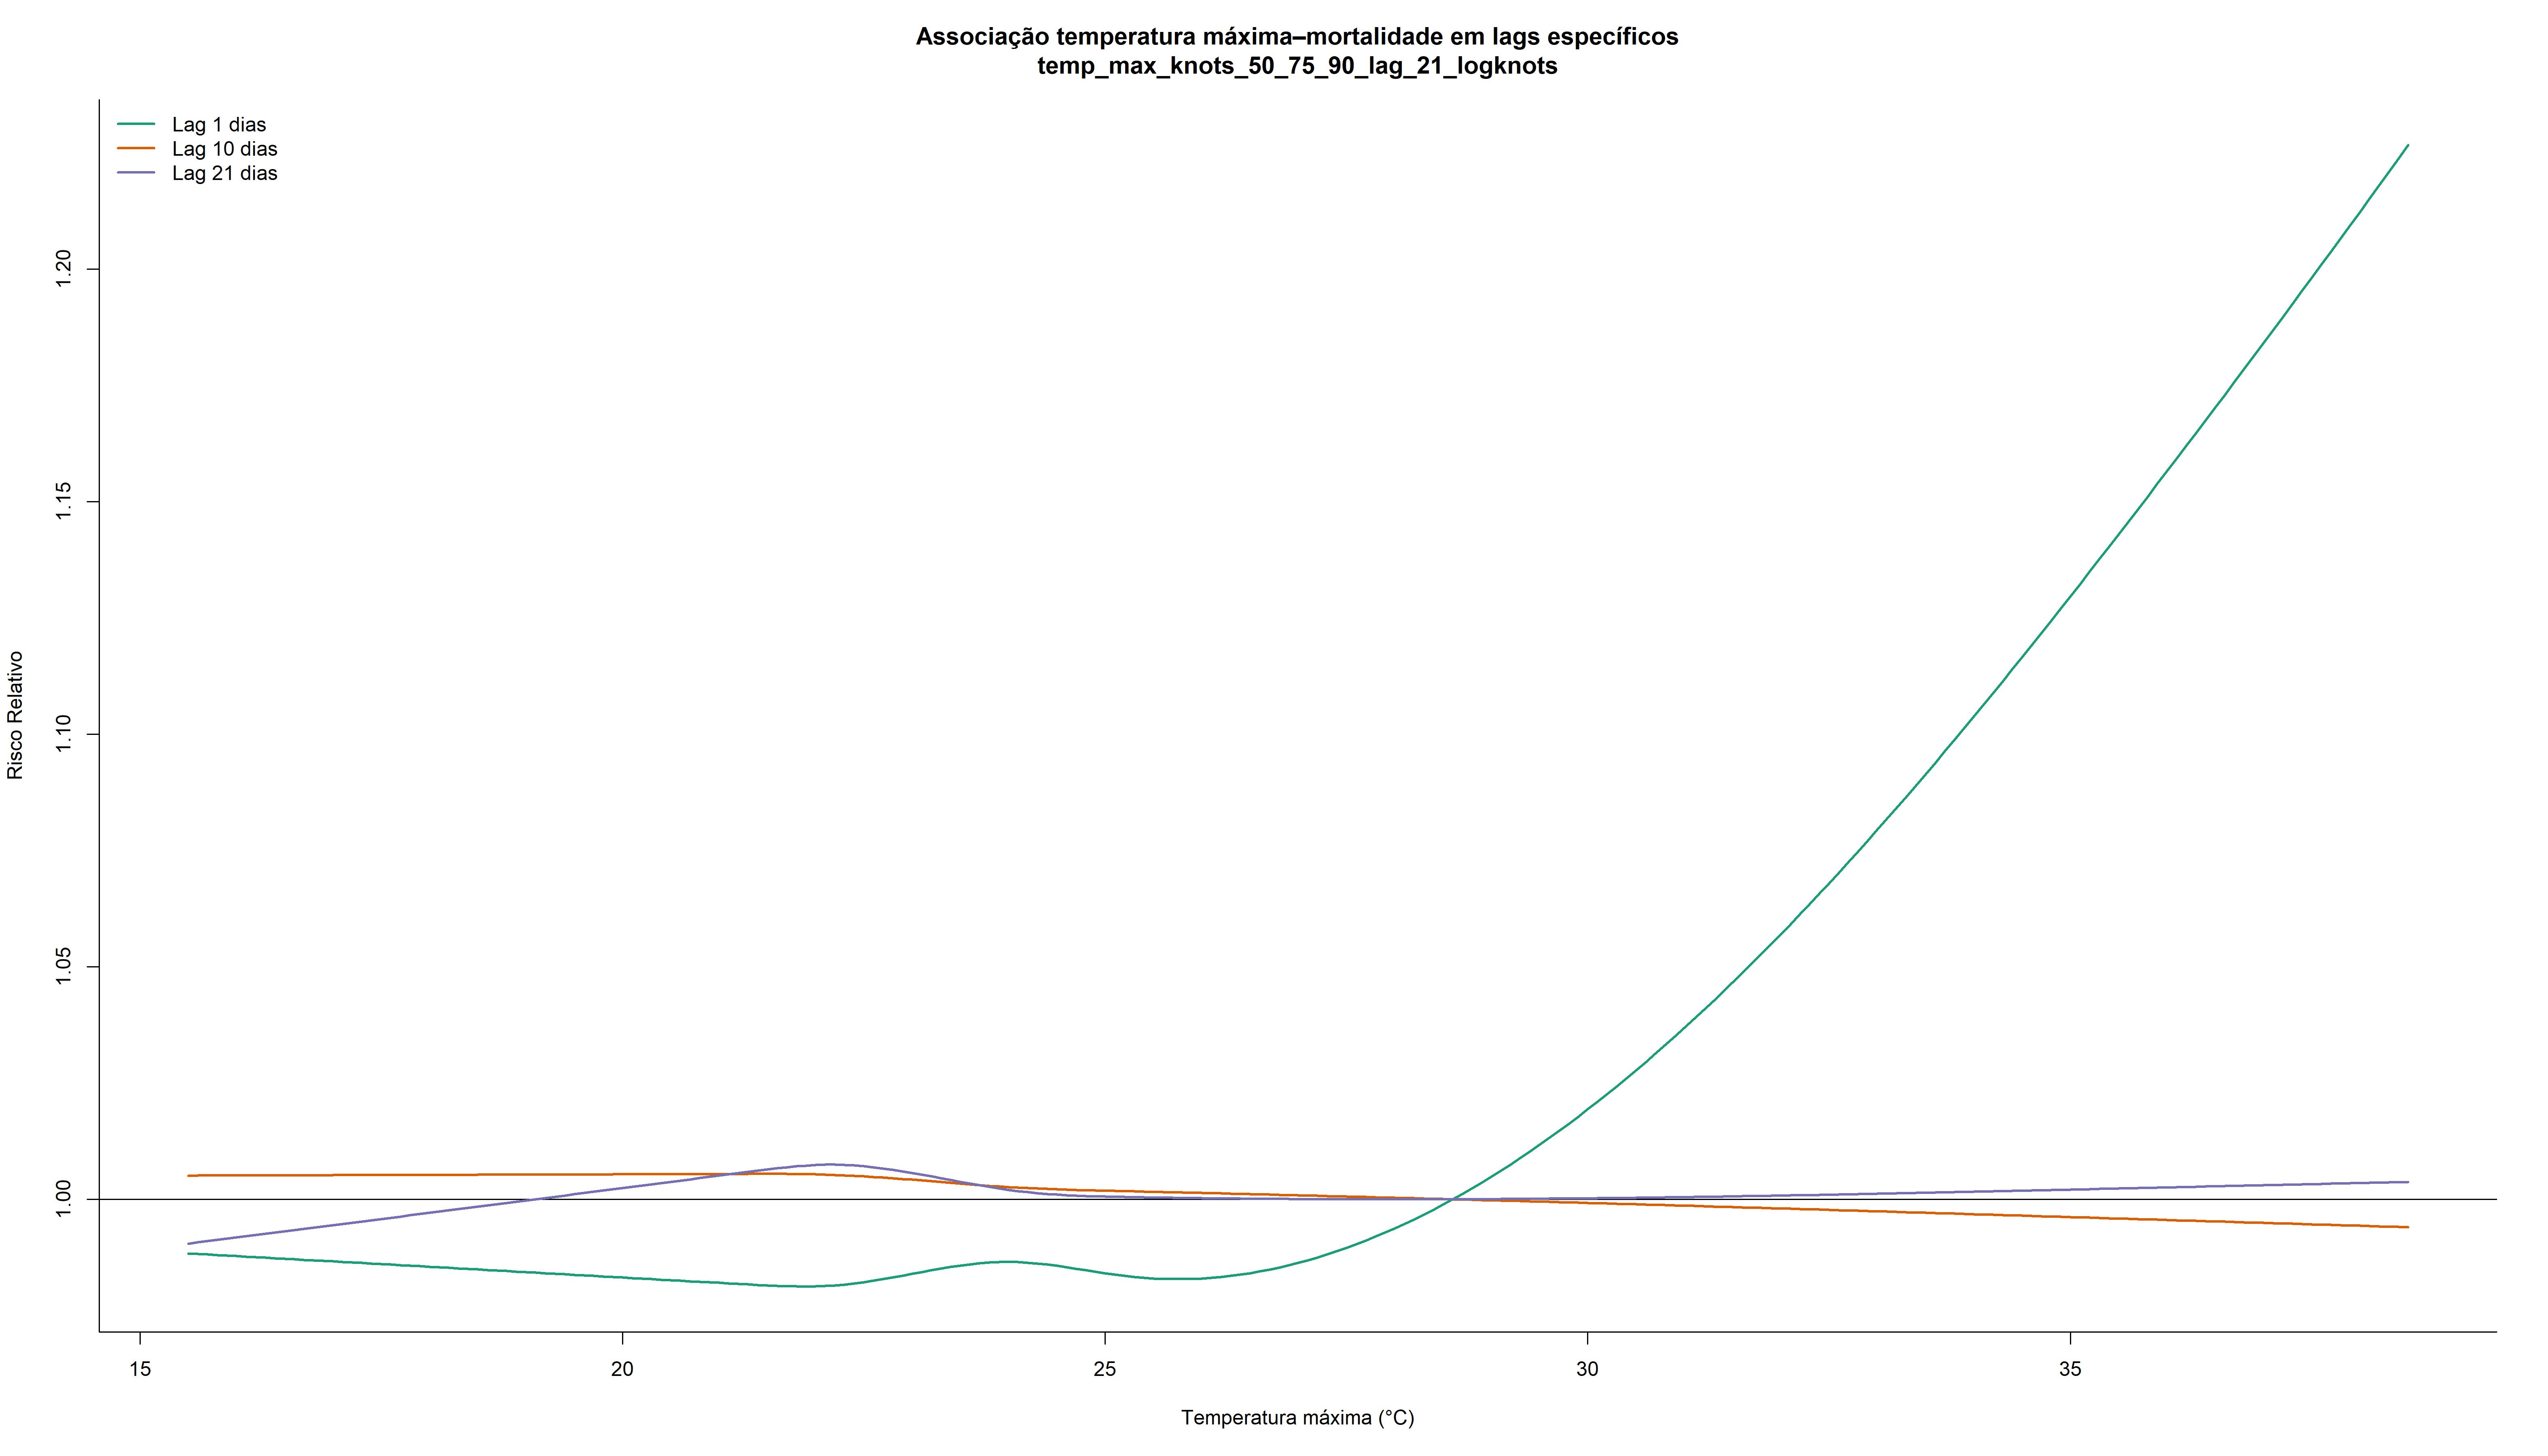 Associação temperatura máxima–mortalidade em lags específicos
temp_max_knots_50_75_90_lag_21_logknots
Lag 1 dias
Lag 10 dias
Lag 21 dias
Risco Relativo
1.20
1.15
1.10
1.05
1.00
15 20 25 30 35
Temperatura máxima (°C)